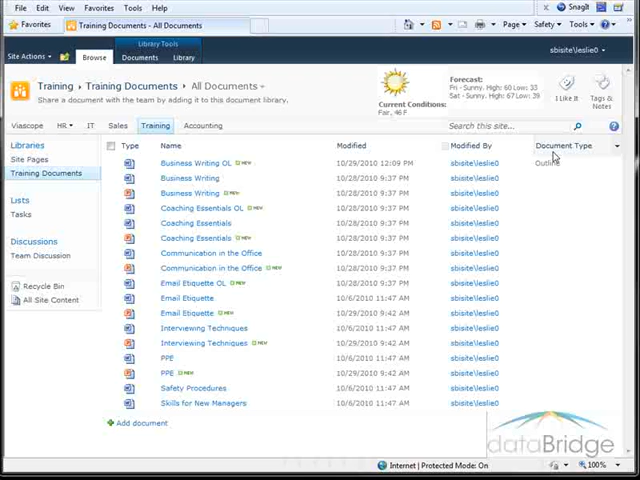 File Edit View Favorites Tools Help SnagIt
Favorites Training Documents - All Documents Page Safety Tools
Library Tools
Site Actions Browse Documents Library sbisite\leslie0
Training Training Documents All Documents
Share a document with the team by adding it to this document library.
Current Conditions:
Fair, 46 F
Forecast:
Fri - Sunny. High: 60 Low: 33
Sat - Sunny. High: 67 Low: 39
I Like It
Tags & Notes
Viascope HR IT Sales Training Accounting Search this site...
Libraries
Site Pages
Training Documents
Lists
Tasks
Discussions
Team Discussion
Recycle Bin
All Site Content
Type Name Modified Modified By Document Type
Business Writing OL NEW 10/29/2010 12:09 PM sbisite\leslie0
Business Writing 10/28/2010 9:37 PM sbisite\leslie0
Business Writing NEW 10/28/2010 9:37 PM sbisite\leslie0
Coaching Essentials OL NEW 10/28/2010 9:37 PM sbisite\leslie0
Coaching Essentials 10/28/2010 9:37 PM sbisite\leslie0
Coaching Essentials NEW 10/28/2010 9:37 PM sbisite\leslie0
Communication in the Office 10/28/2010 9:37 PM sbisite\leslie0
Communication in the Office NEW 10/28/2010 9:37 PM sbisite\leslie0
Email Etiquette OL NEW 10/28/2010 9:37 PM sbisite\leslie0
Email Etiquette 10/6/2010 11:47 AM sbisite\leslie0
Email Etiquette NEW 10/29/2010 9:42 AM sbisite\leslie0
Interviewing Techniques 10/6/2010 11:47 AM sbisite\leslie0
Interviewing Techniques NEW 10/29/2010 9:42 AM sbisite\leslie0
PPE 10/6/2010 11:47 AM sbisite\leslie0
PPE NEW 10/29/2010 9:42 AM sbisite\leslie0
Safety Procedures 10/6/2010 11:47 AM sbisite\leslie0
Skills for New Managers 10/6/2010 11:47 AM sbisite\leslie0
Add document
dataBridge
Internet | Protected Mode: On 100%